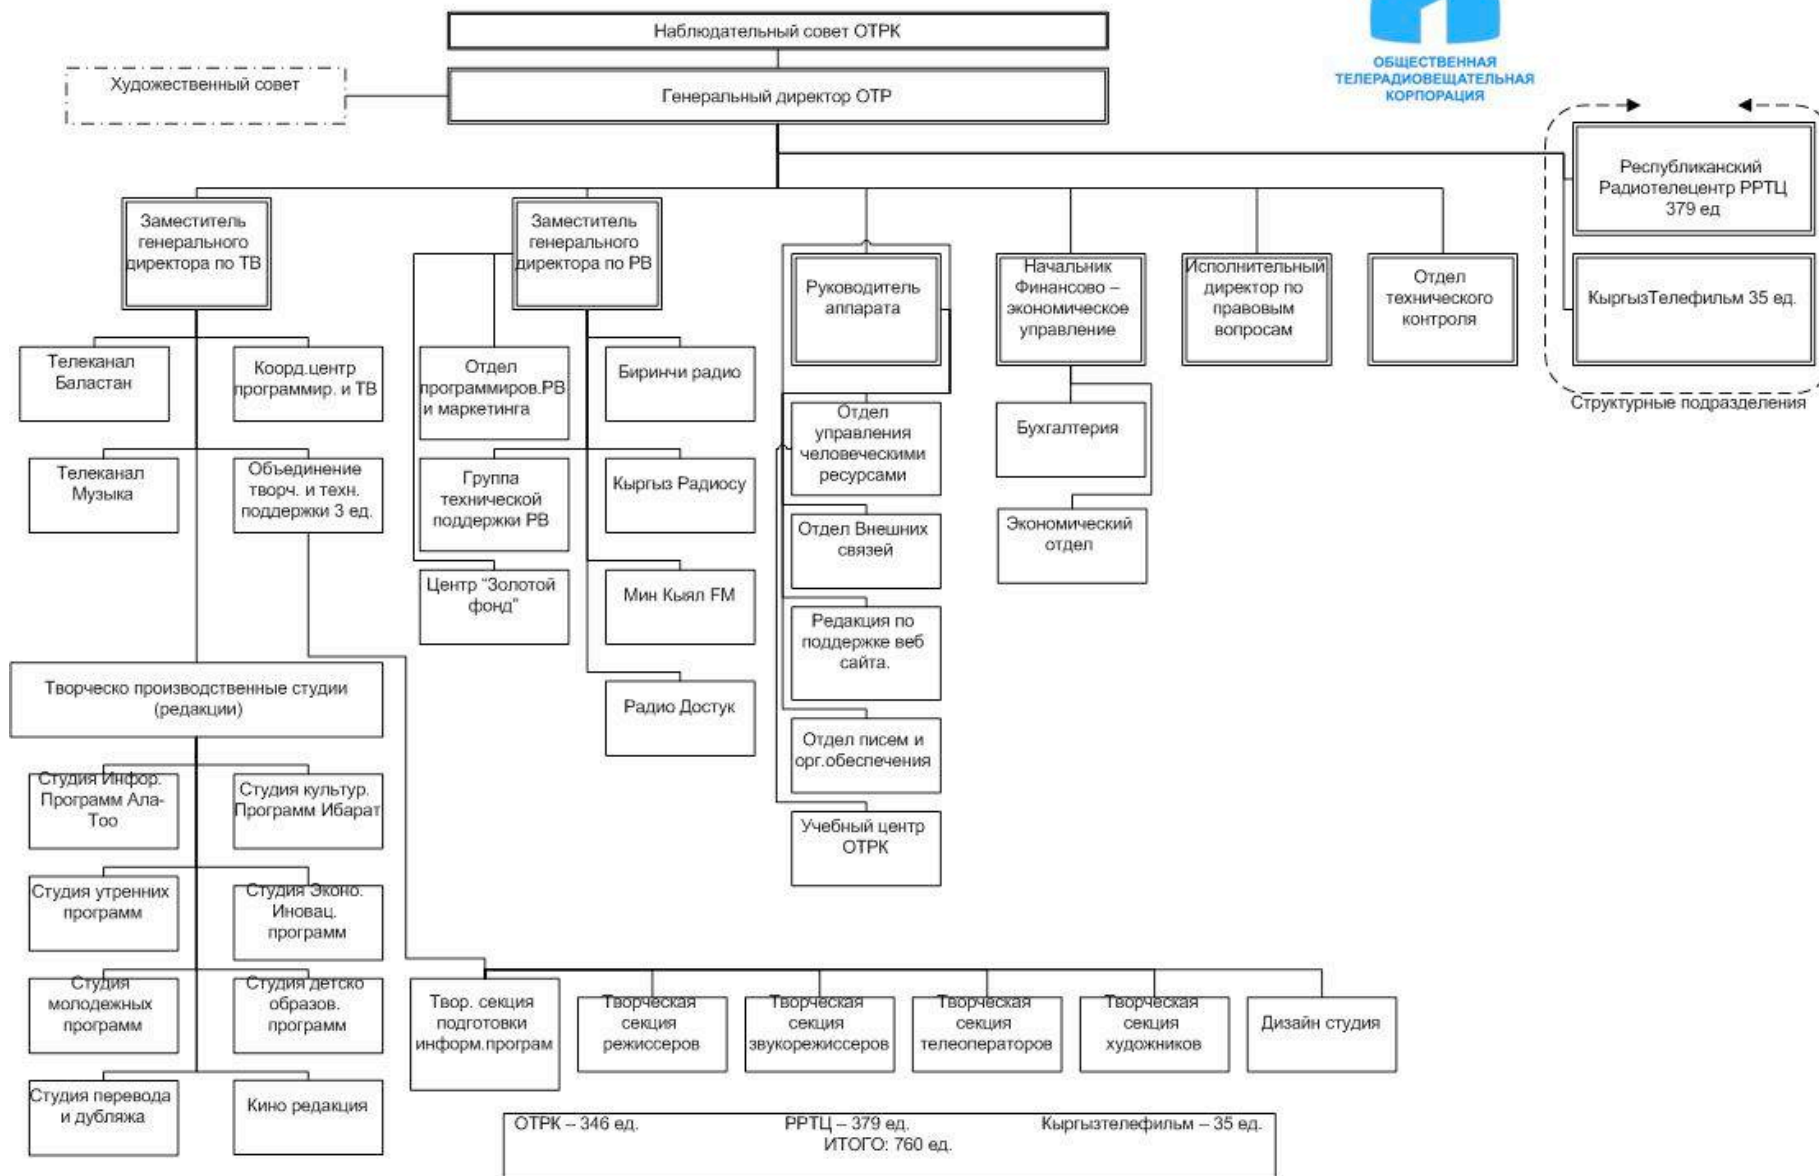 Наблюдательный совет ОТРК
ОБЩЕСТВЕННАЯ
ТЕЛЕРАДИОВЕЩАТЕЛЬНАЯ
КОРПОРАЦИЯ
Художественный совет
Генеральный директор ОТР
Республиканский
Радиотелецентр РРТЦ
379 ед
КыргызТелефильм 35 ед.
Структурные подразделения
Заместитель
генерального
директора по ТВ
Заместитель
генерального
директора по РВ
Руководитель
аппарата
Начальник
Финансово –
экономическое
управление
Исполнительный
директор по
правовым
вопросам
Отдел
технического
контроля
Телеканал
Баластан
Коорд.центр
программир. и ТВ
Телеканал
Музыка
Объединение
творч. и техн.
поддержки 3 ед.
Отдел
программиров.РВ
и маркетинга
Биринчи радио
Группа
технической
поддержки РВ
Кыргыз Радиосу
Центр "Золотой
фонд"
Мин Кыял FM
Радио Достук
Отдел
управления
человеческими
ресурсами
Отдел Внешних
связей
Редакция по
поддержке веб
сайта.
Отдел писем и
орг.обеспечения
Учебный центр
ОТРК
Бухгалтерия
Экономический
отдел
Творческо производственные студии
(редакции)
Студия Инфор.
Программ Ала-
Тоо
Студия культур.
Программ Ибарат
Студия утренних
программ
Студия Эконо.
Иновац.
программ
Студия
молодежных
программ
Студия детско
образов.
программ
Студия перевода
и дубляжа
Кино редакция
Твор. секция
подготовки
информ.програм
Творческая
секция
режиссеров
Творческая
секция
звукорежиссеров
Творческая
секция
телеоператоров
Творческая
секция
художников
Дизайн студия
ОТРК – 346 ед. РРТЦ – 379 ед. Кыргызтелефильм – 35 ед.
ИТОГО: 760 ед.